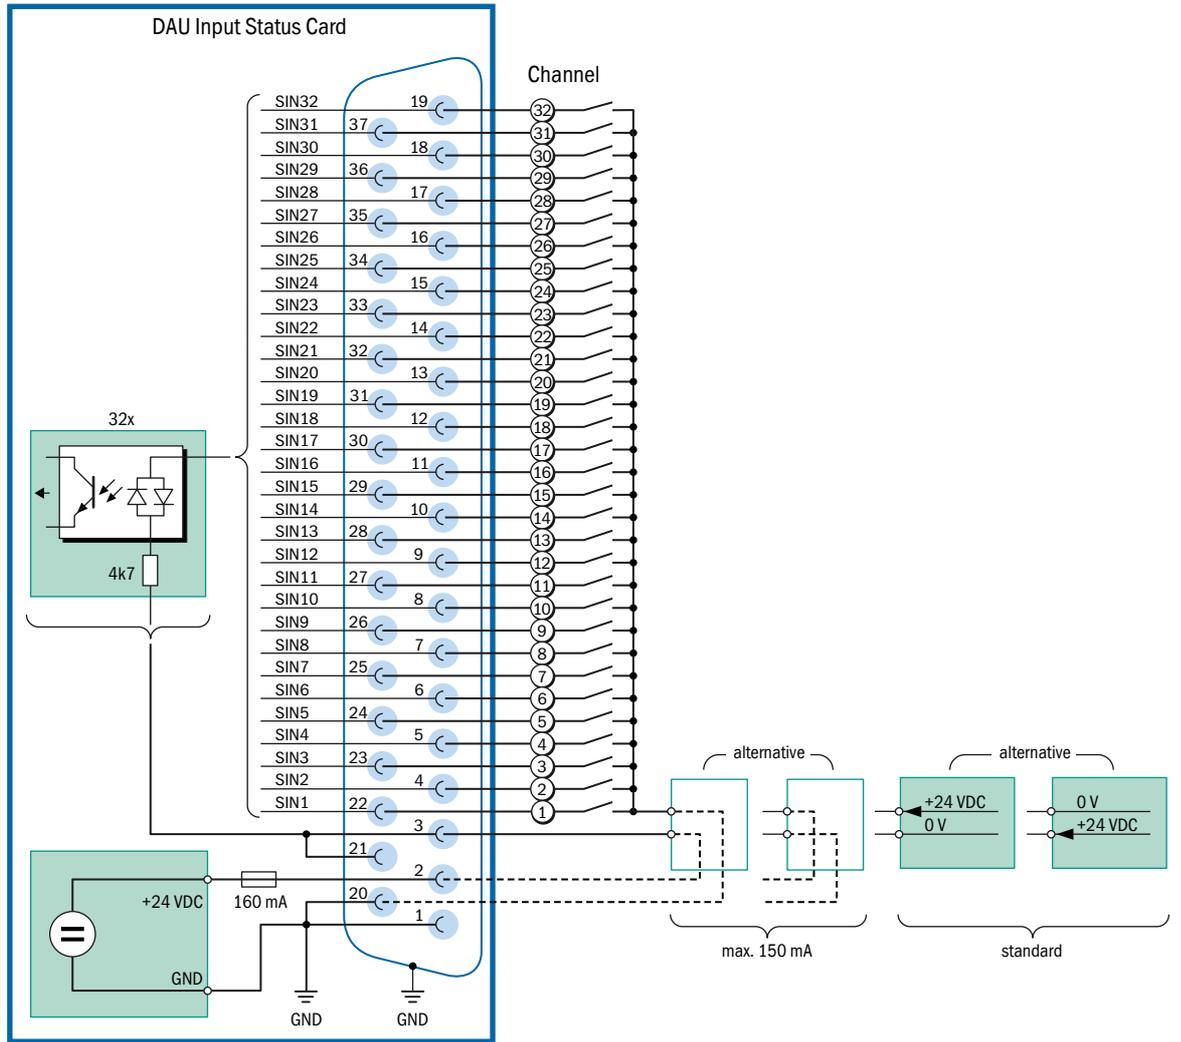 DAU Input Status Card
Channel
SIN32 19 32
SIN31 37 31
SIN30 18 30
SIN29 36 29
SIN28 17 28
SIN27 35 27
SIN26 16 26
SIN25 34 25
SIN24 15 24
SIN23 33 23
SIN22 14 22
SIN21 32 21
SIN20 13 20
SIN19 31 19
32x
SIN18 12 18
SIN17 30 17
SIN16 11 16
SIN15 29 15
SIN14 10 14
SIN13 28 13
SIN12 9 12
4k7
SIN11 27 11
SIN10 8 10
SIN9 26 9
SIN8 7 8
SIN7 25 7
SIN6 6 6
SIN5 24 5
SIN4 5 4
alternative alternative
SIN3 23 3
SIN2 4 2
SIN1 22 1
+24 VDC 0 V
3
0 V +24 VDC
21
2
+24 VDC 160 mA 20
1
max. 150 mA standard
GND
GND GND